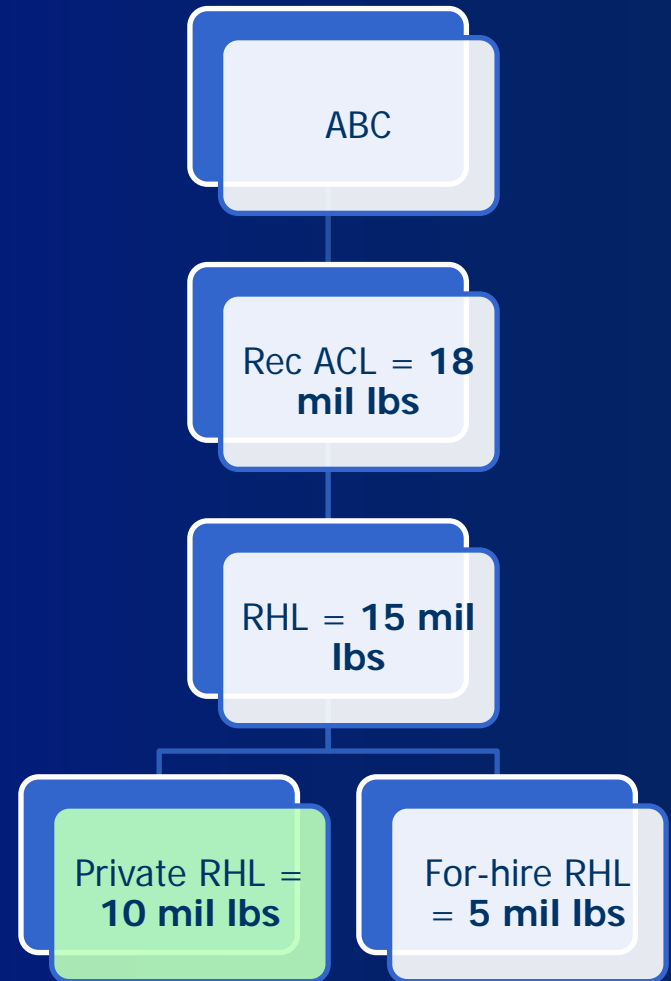 ABC
Rec ACL = 18
mil lbs
RHL = 15 mil
lbs
Private RHL =
10 mil lbs
For-hire RHL
= 5 mil lbs